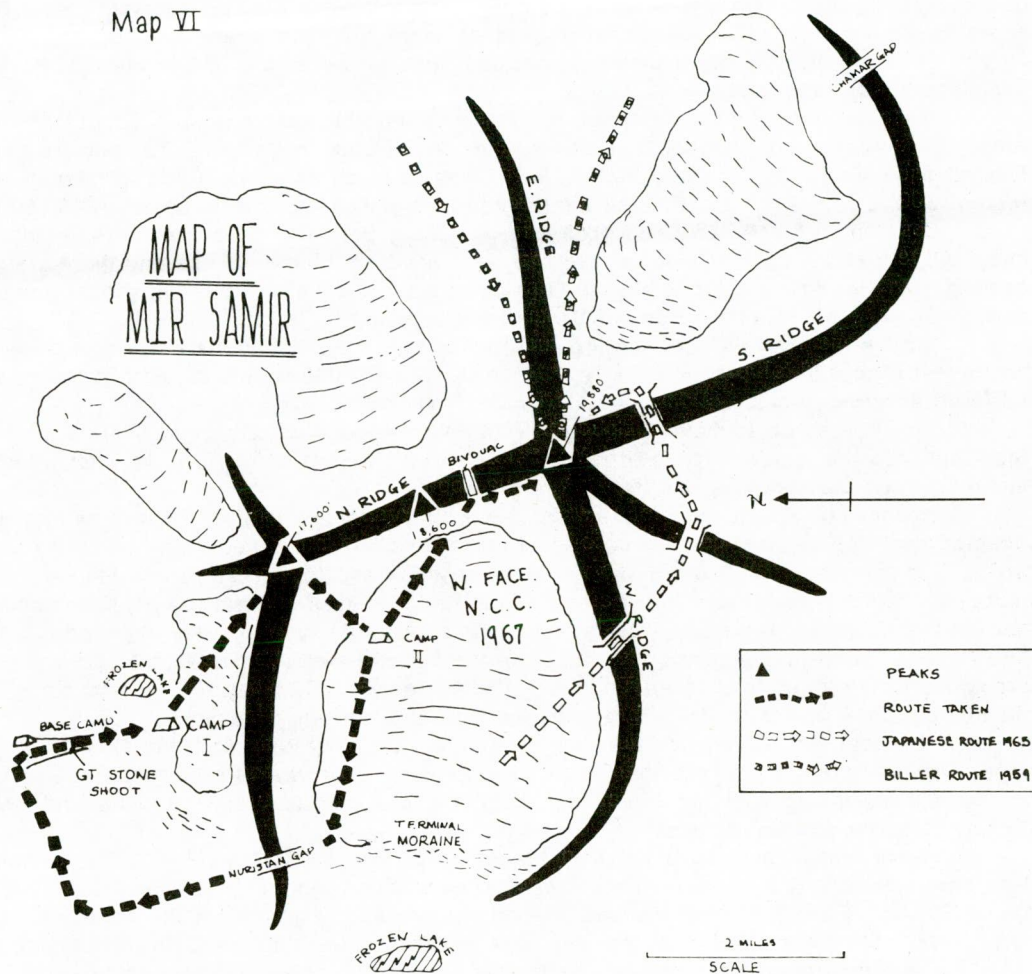 Map VI
CHAMAR GAP
MAP OF
MIR SAMIR
E. RIDGE
S. RIDGE
19,880
BIVOUAC
N. RIDGE
17,600'
18,600
N
W. FACE.
N.C.C.
1967
W. RIDGE
CAMP
II
FROZEN LAKE
BASE CAMP
CAMP
I
GT STONE
SHOOT
TERMINAL
MORAINE
NURISTAN GAP
FROZEN LAKE
PEAKS
ROUTE TAKEN
JAPANESE ROUTE 1965
BILLER ROUTE 1959
2 MILES
SCALE